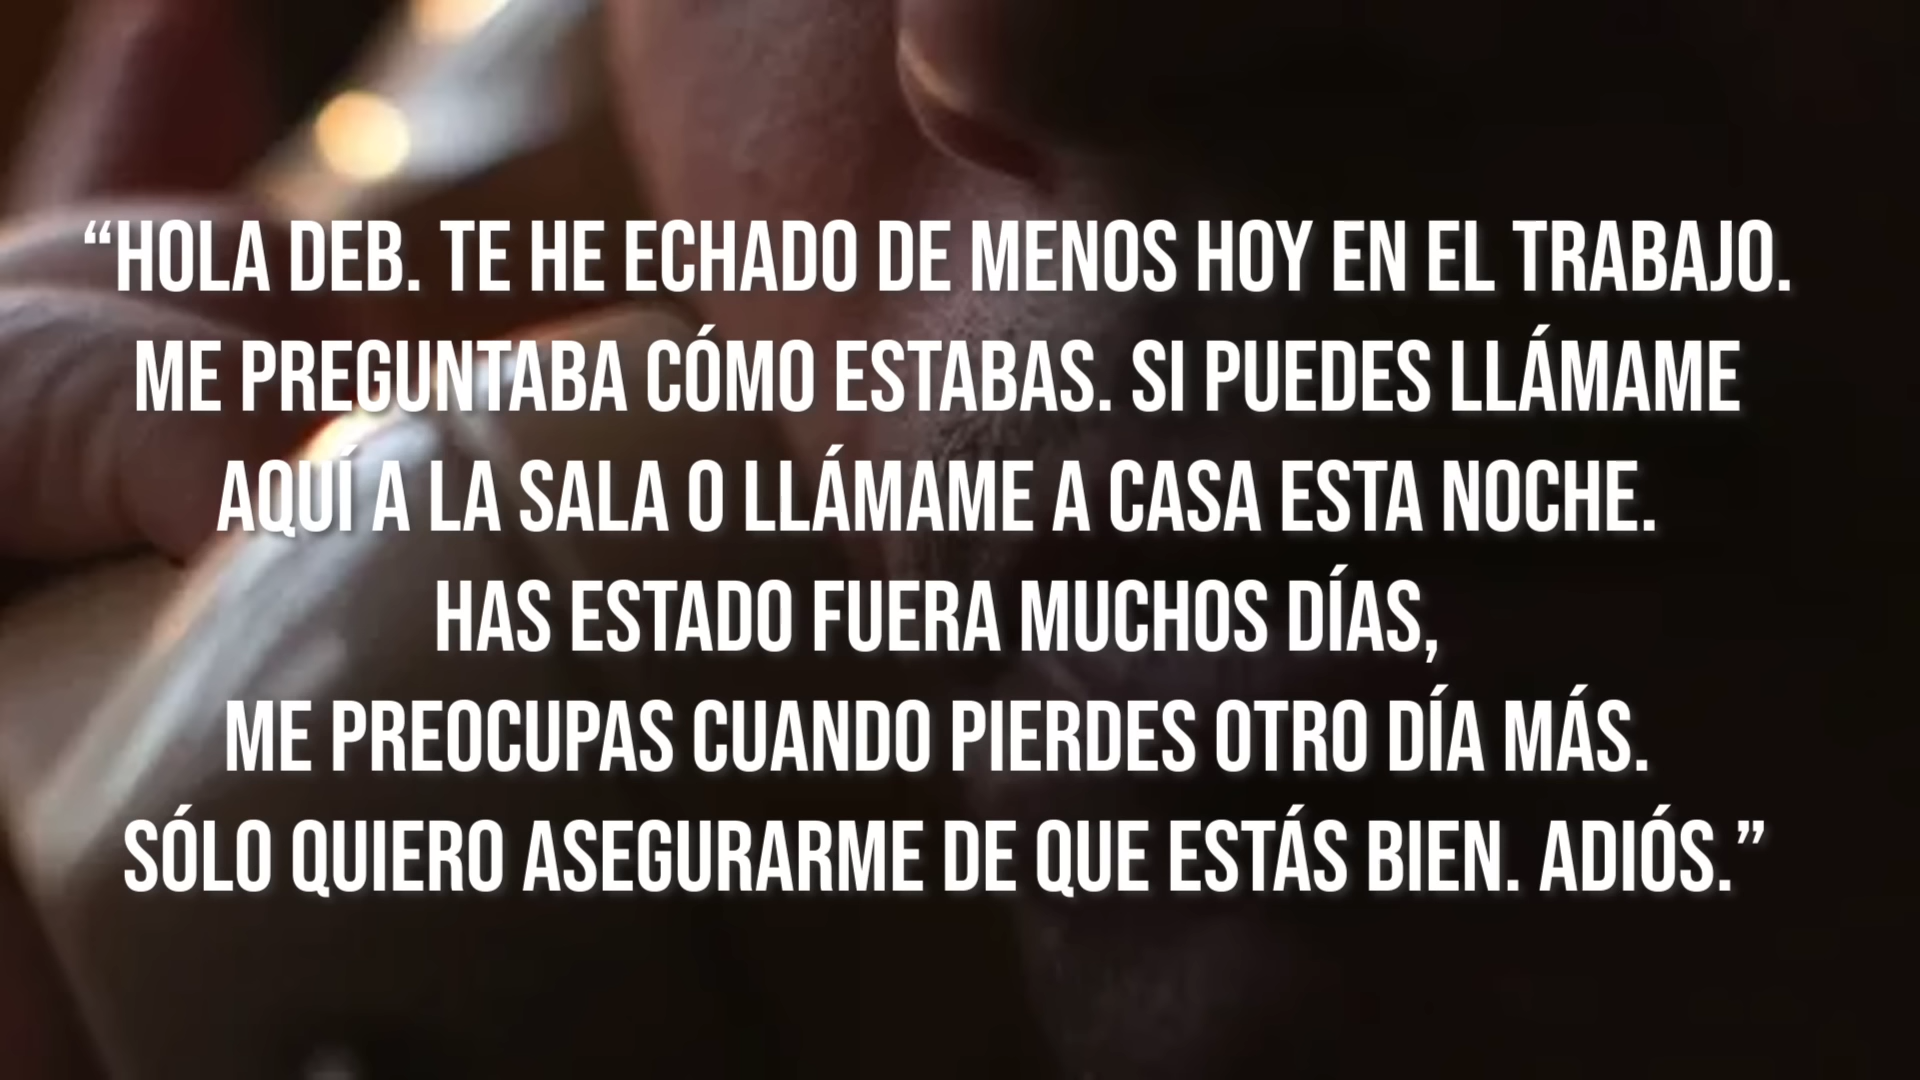 “HOLA DEB. TE HE ECHADO DE MENOS HOY EN EL TRABAJO.
ME PREGUNTABA CÓMO ESTABAS. SI PUEDES LLÁMAME
AQUÍ A LA SALA O LLÁMAME A CASA ESTA NOCHE.
HAS ESTADO FUERA MUCHOS DÍAS,
ME PREOCUPAS CUANDO PIERDES OTRO DÍA MÁS.
SÓLO QUIERO ASEGURARME DE QUE ESTÁS BIEN. ADIÓS.”